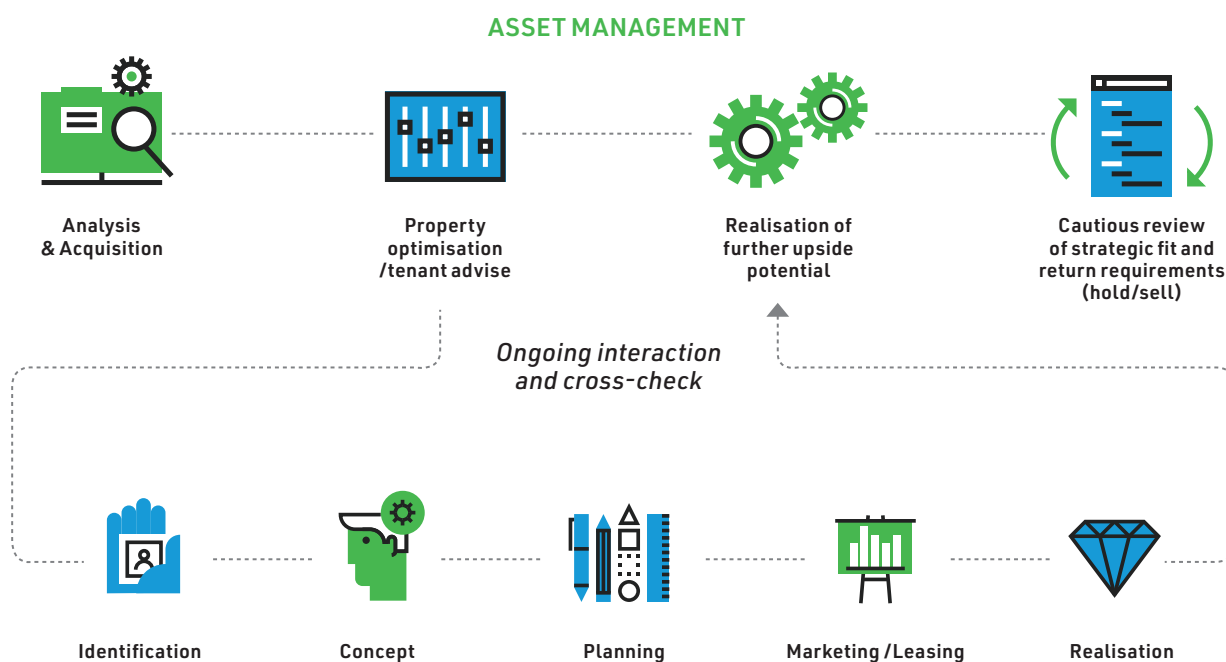 ASSET MANAGEMENT
Analysis
& Acquisition
Property
optimisation
/tenant advise
Realisation of
further upside
potential
Cautious review
of strategic fit and
return requirements
(hold/sell)
Ongoing interaction
and cross-check
Identification
Concept
Planning
Marketing /Leasing
Realisation